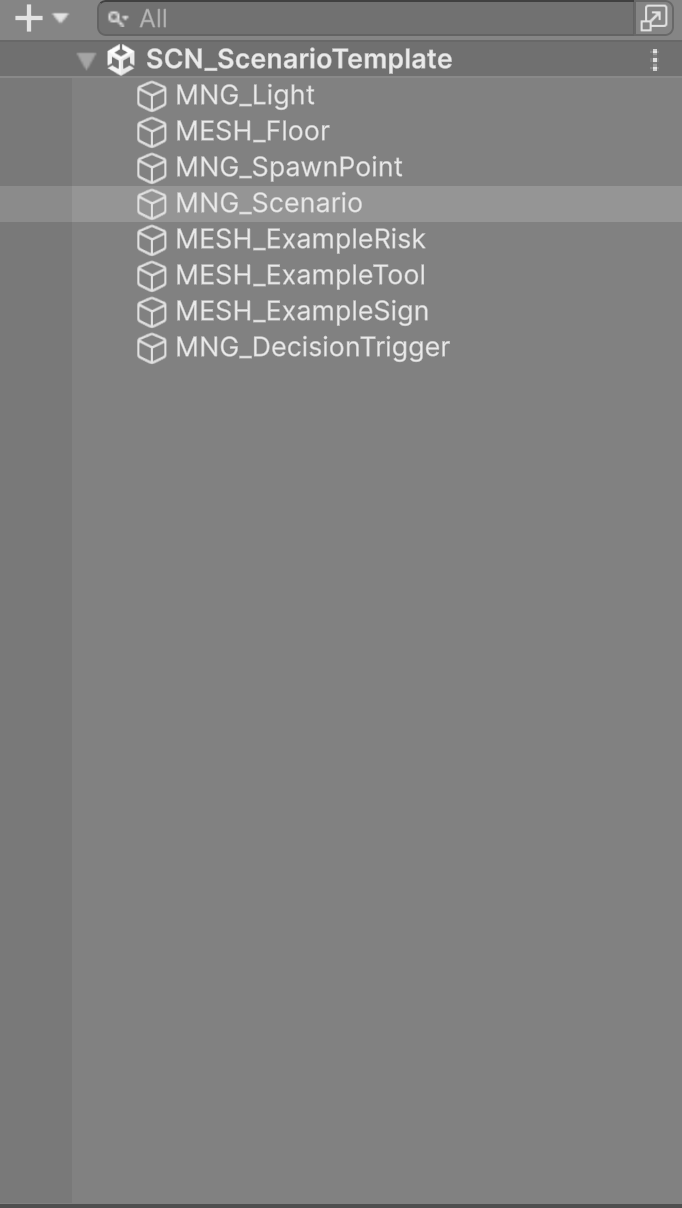 All
SCN_ScenarioTemplate
MNG_Light
MESH_Floor
MNG_SpawnPoint
MNG_Scenario
MESH_ExampleRisk
MESH_ExampleTool
MESH_ExampleSign
MNG_DecisionTrigger